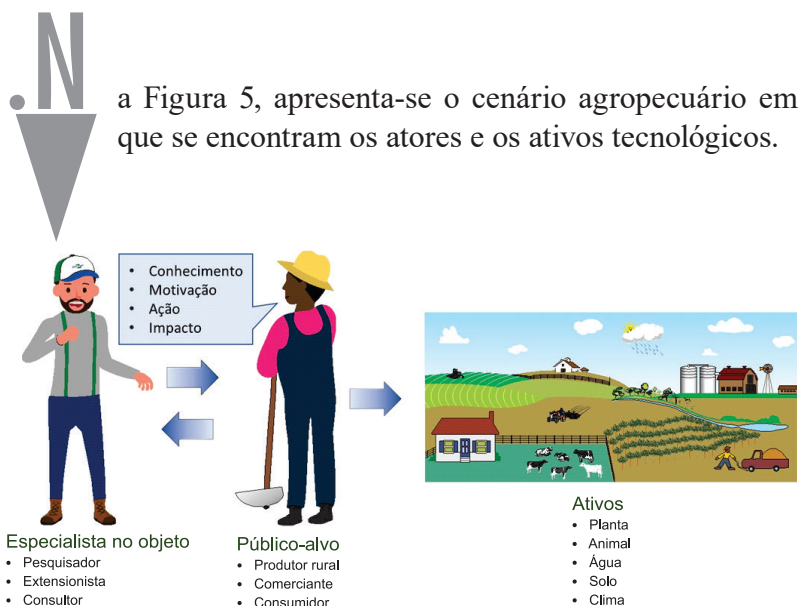 .N
a Figura 5, apresenta-se o cenário agropecuário em
que se encontram os atores e os ativos tecnológicos.
• Conhecimento
• Motivação
• Ação
• Impacto
Especialista no objeto
• Pesquisador
• Extensionista
• Consultor
Público-alvo
• Produtor rural
• Comerciante
• Consumidor
Ativos
• Planta
• Animal
• Água
• Solo
• Clima